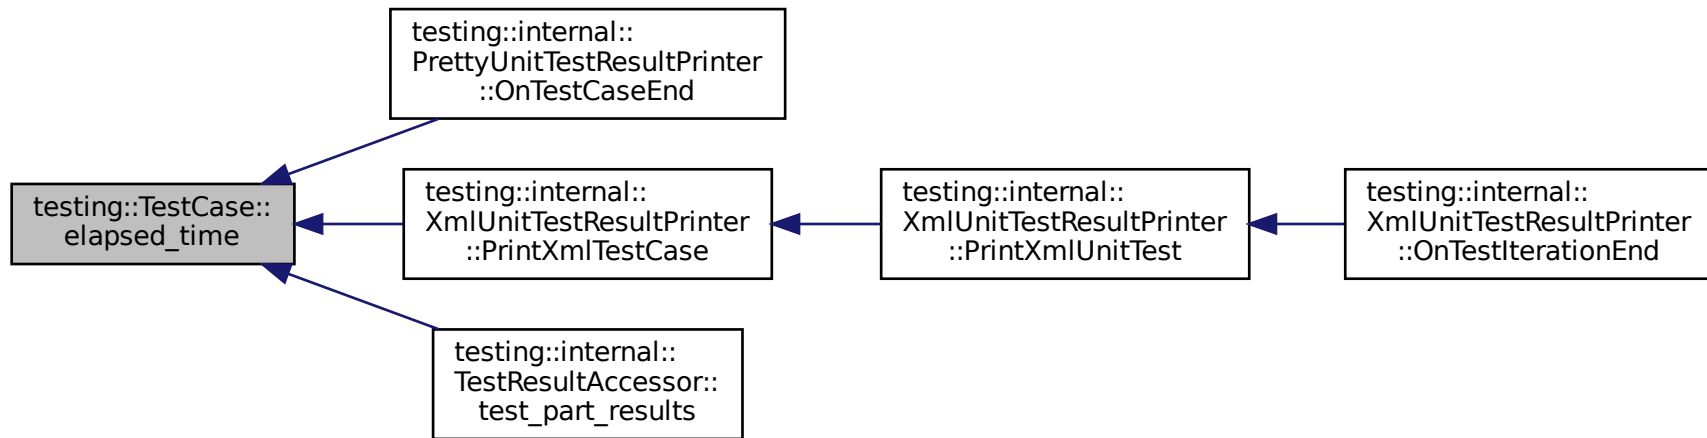 testing::internal::
PrettyUnitTestResultPrinter
::OnTestCaseEnd
testing::TestCase::
elapsed_time
testing::internal::
XmlUnitTestResultPrinter
::PrintXmlTestCase
testing::internal::
XmlUnitTestResultPrinter
::PrintXmlUnitTest
testing::internal::
XmlUnitTestResultPrinter
::OnTestIterationEnd
testing::internal::
TestResultAccessor::
test_part_results